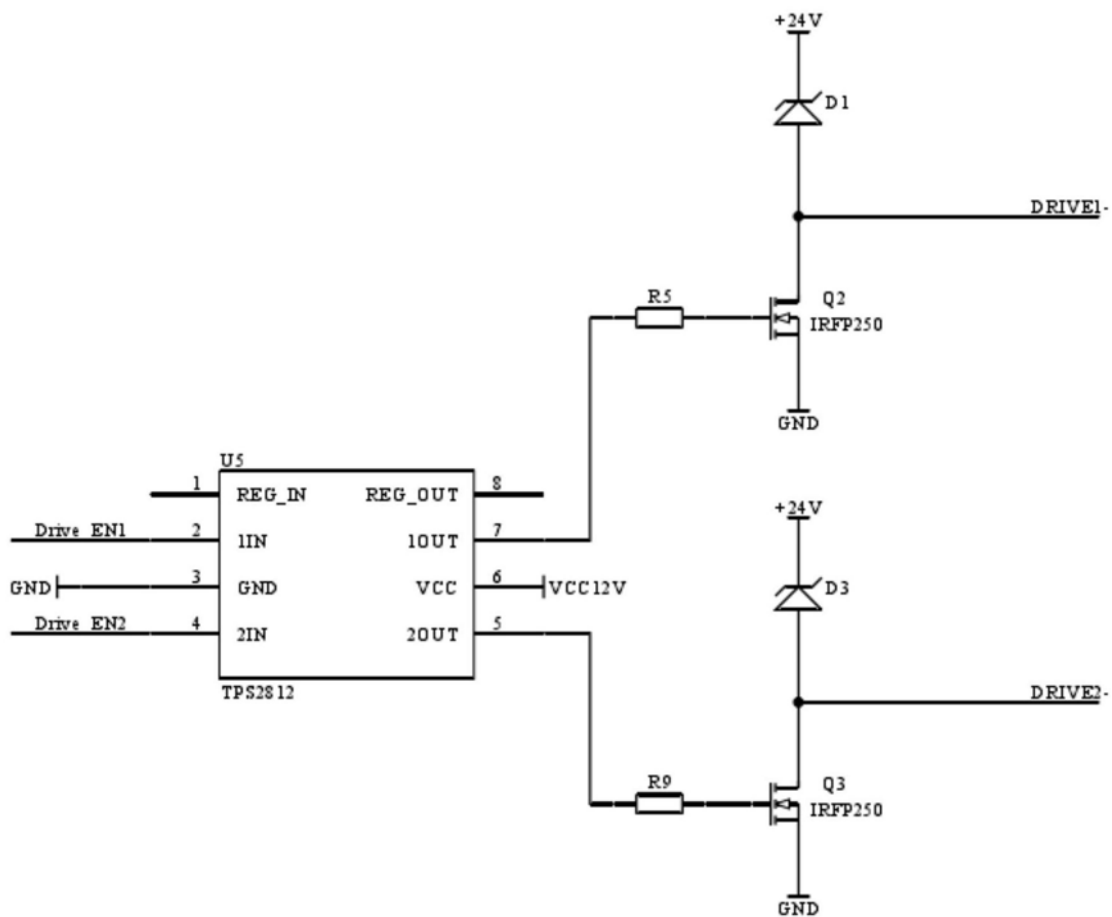 +24V
D1
DRIVE1-
R5
Q2
IRFP250
GND
U5
1 REG_IN REG_OUT 8
Drive EN1 2 1IN 1OUT 7
GND 3 GND VCC 6 VCC12V
Drive EN2 4 2IN 2OUT 5
TPS2812
+24V
D3
DRIVE2-
R9
Q3
IRFP250
GND